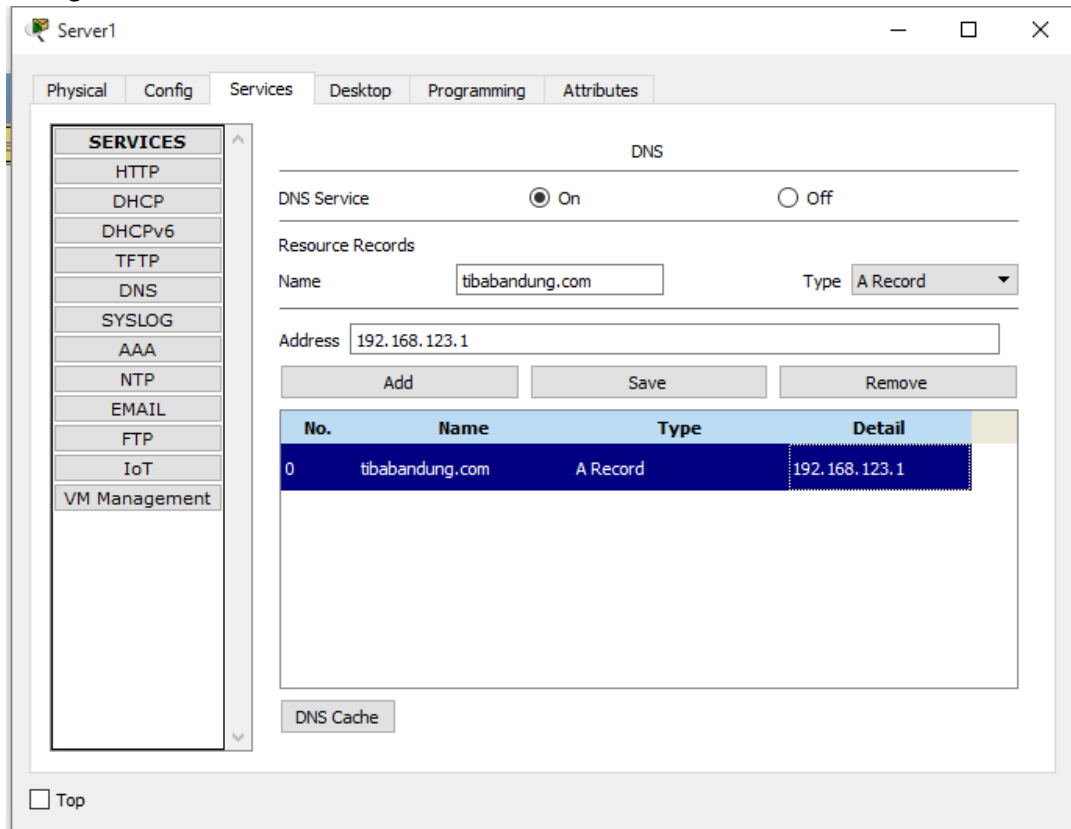 Server1
Physical Config Services Desktop Programming Attributes
SERVICES
HTTP
DHCP
DHCPv6
TFTP
DNS
SYSLOG
AAA
NTP
EMAIL
FTP
IoT
VM Management
DNS
DNS Service On Off
Resource Records
Name tibabandung.com Type A Record
Address 192.168.123.1
Add Save Remove
No. Name Type Detail
0 tibabandung.com A Record 192.168.123.1
DNS Cache
Top